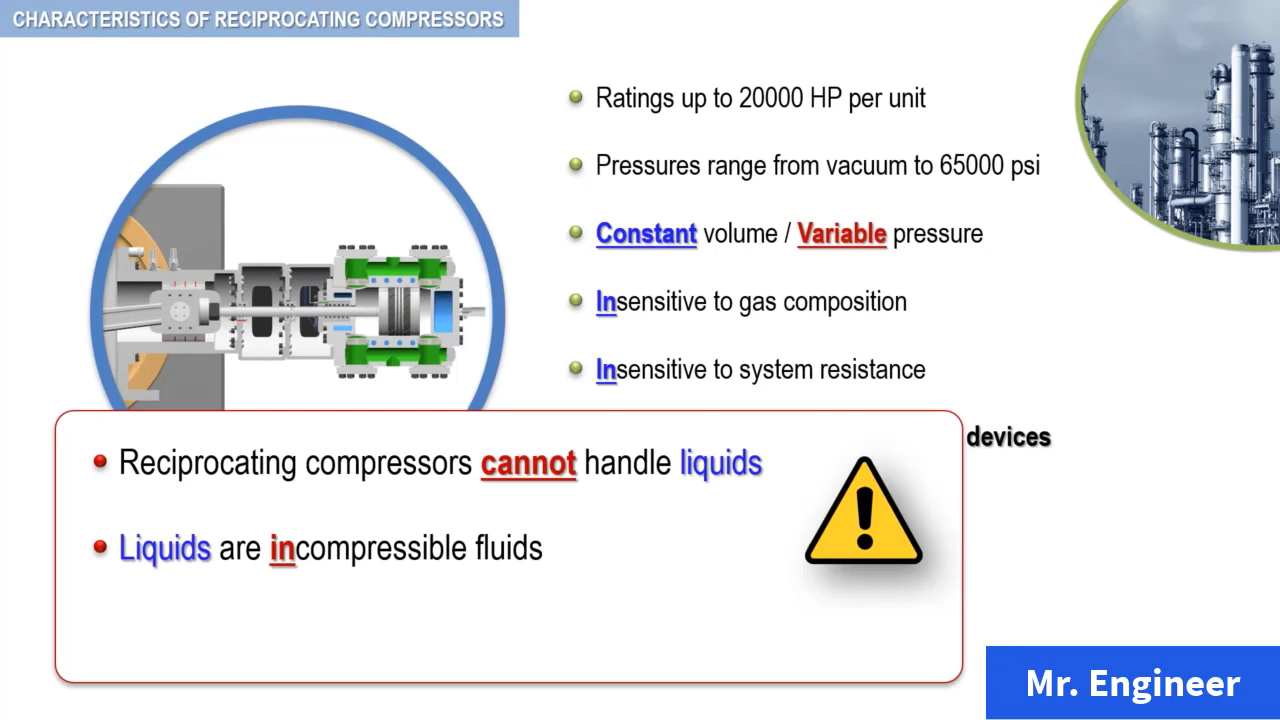 CHARACTERISTICS OF RECIPROCATING COMPRESSORS
Ratings up to 20000 HP per unit
Pressures range from vacuum to 65000 psi
Constant volume / Variable pressure
Insensitive to gas composition
Insensitive to system resistance
devices
Reciprocating compressors cannot handle liquids
Liquids are incompressible fluids
Mr. Engineer